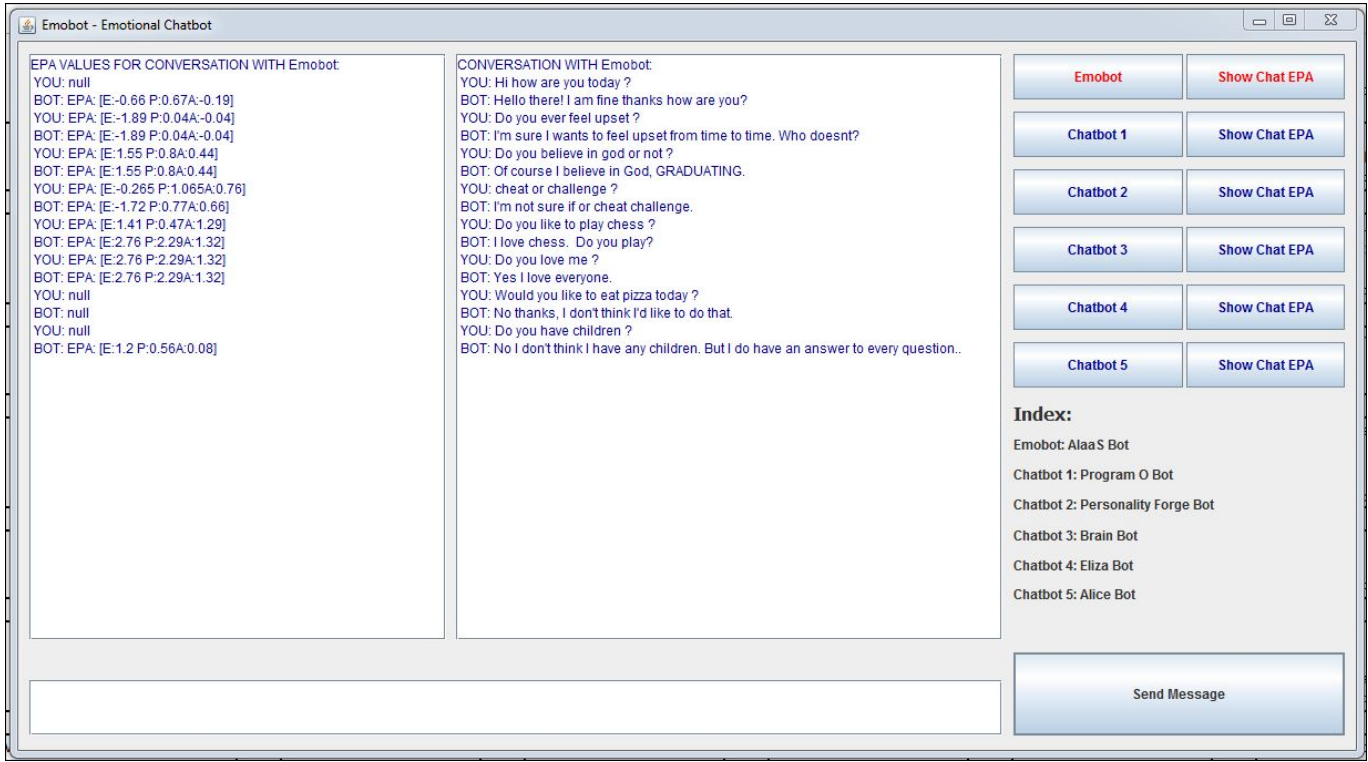 Emobot - Emotional Chatbot
EPA VALUES FOR CONVERSATION WITH Emobot:
YOU: null
BOT: EPA: [E:-0.66 P:0.67A:-0.19]
YOU: EPA: [E:-1.89 P:0.04A:-0.04]
BOT: EPA: [E:-1.89 P:0.04A:-0.04]
YOU: EPA: [E:1.55 P:0.8A:0.44]
BOT: EPA: [E:1.55 P:0.8A:0.44]
YOU: EPA: [E:-0.265 P:1.065A:0.76]
BOT: EPA: [E:-1.72 P:0.77A:0.66]
YOU: EPA: [E:1.41 P:0.47A:1.29]
BOT: EPA: [E:2.76 P:2.29A:1.32]
YOU: EPA: [E:2.76 P:2.29A:1.32]
BOT: EPA: [E:2.76 P:2.29A:1.32]
YOU: null
BOT: null
YOU: null
BOT: EPA: [E:1.2 P:0.56A:0.08]
CONVERSATION WITH Emobot:
YOU: Hi how are you today ?
BOT: Hello there! I am fine thanks how are you?
YOU: Do you ever feel upset ?
BOT: I'm sure I wants to feel upset from time to time. Who doesnt?
YOU: Do you believe in god or not ?
BOT: Of course I believe in God, GRADUATING.
YOU: cheat or challenge ?
BOT: I'm not sure if or cheat challenge.
YOU: Do you like to play chess ?
BOT: I love chess.  Do you play?
YOU: Do you love me ?
BOT: Yes I love everyone.
YOU: Would you like to eat pizza today ?
BOT: No thanks, I don't think I'd like to do that.
YOU: Do you have children ?
BOT: No I don't think I have any children. But I do have an answer to every question..
Emobot Show Chat EPA
Chatbot 1 Show Chat EPA
Chatbot 2 Show Chat EPA
Chatbot 3 Show Chat EPA
Chatbot 4 Show Chat EPA
Chatbot 5 Show Chat EPA
Index:
Emobot: AlaaS Bot
Chatbot 1: Program O Bot
Chatbot 2: Personality Forge Bot
Chatbot 3: Brain Bot
Chatbot 4: Eliza Bot
Chatbot 5: Alice Bot
Send Message